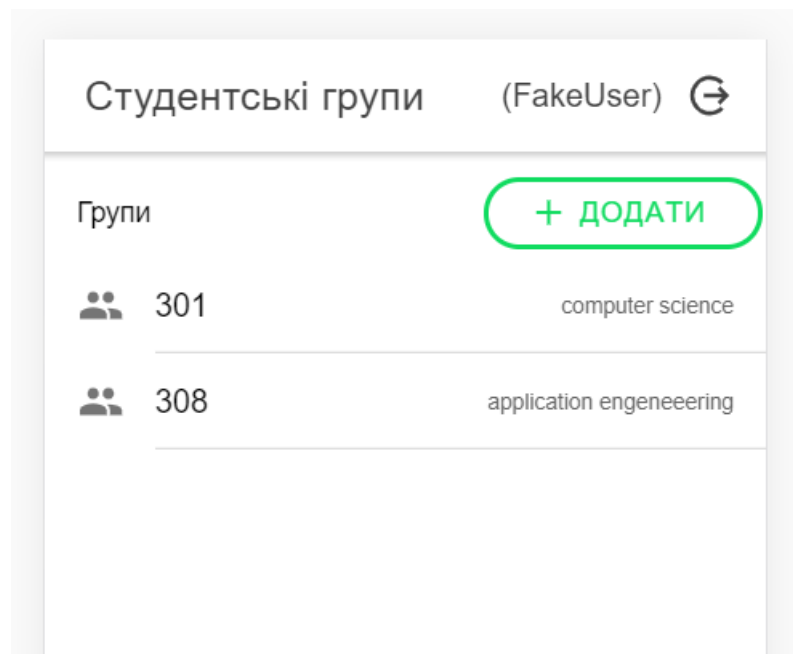 Студентські групи (FakeUser)
Групи + ДОДАТИ
301 computer science
308 application engeneeering